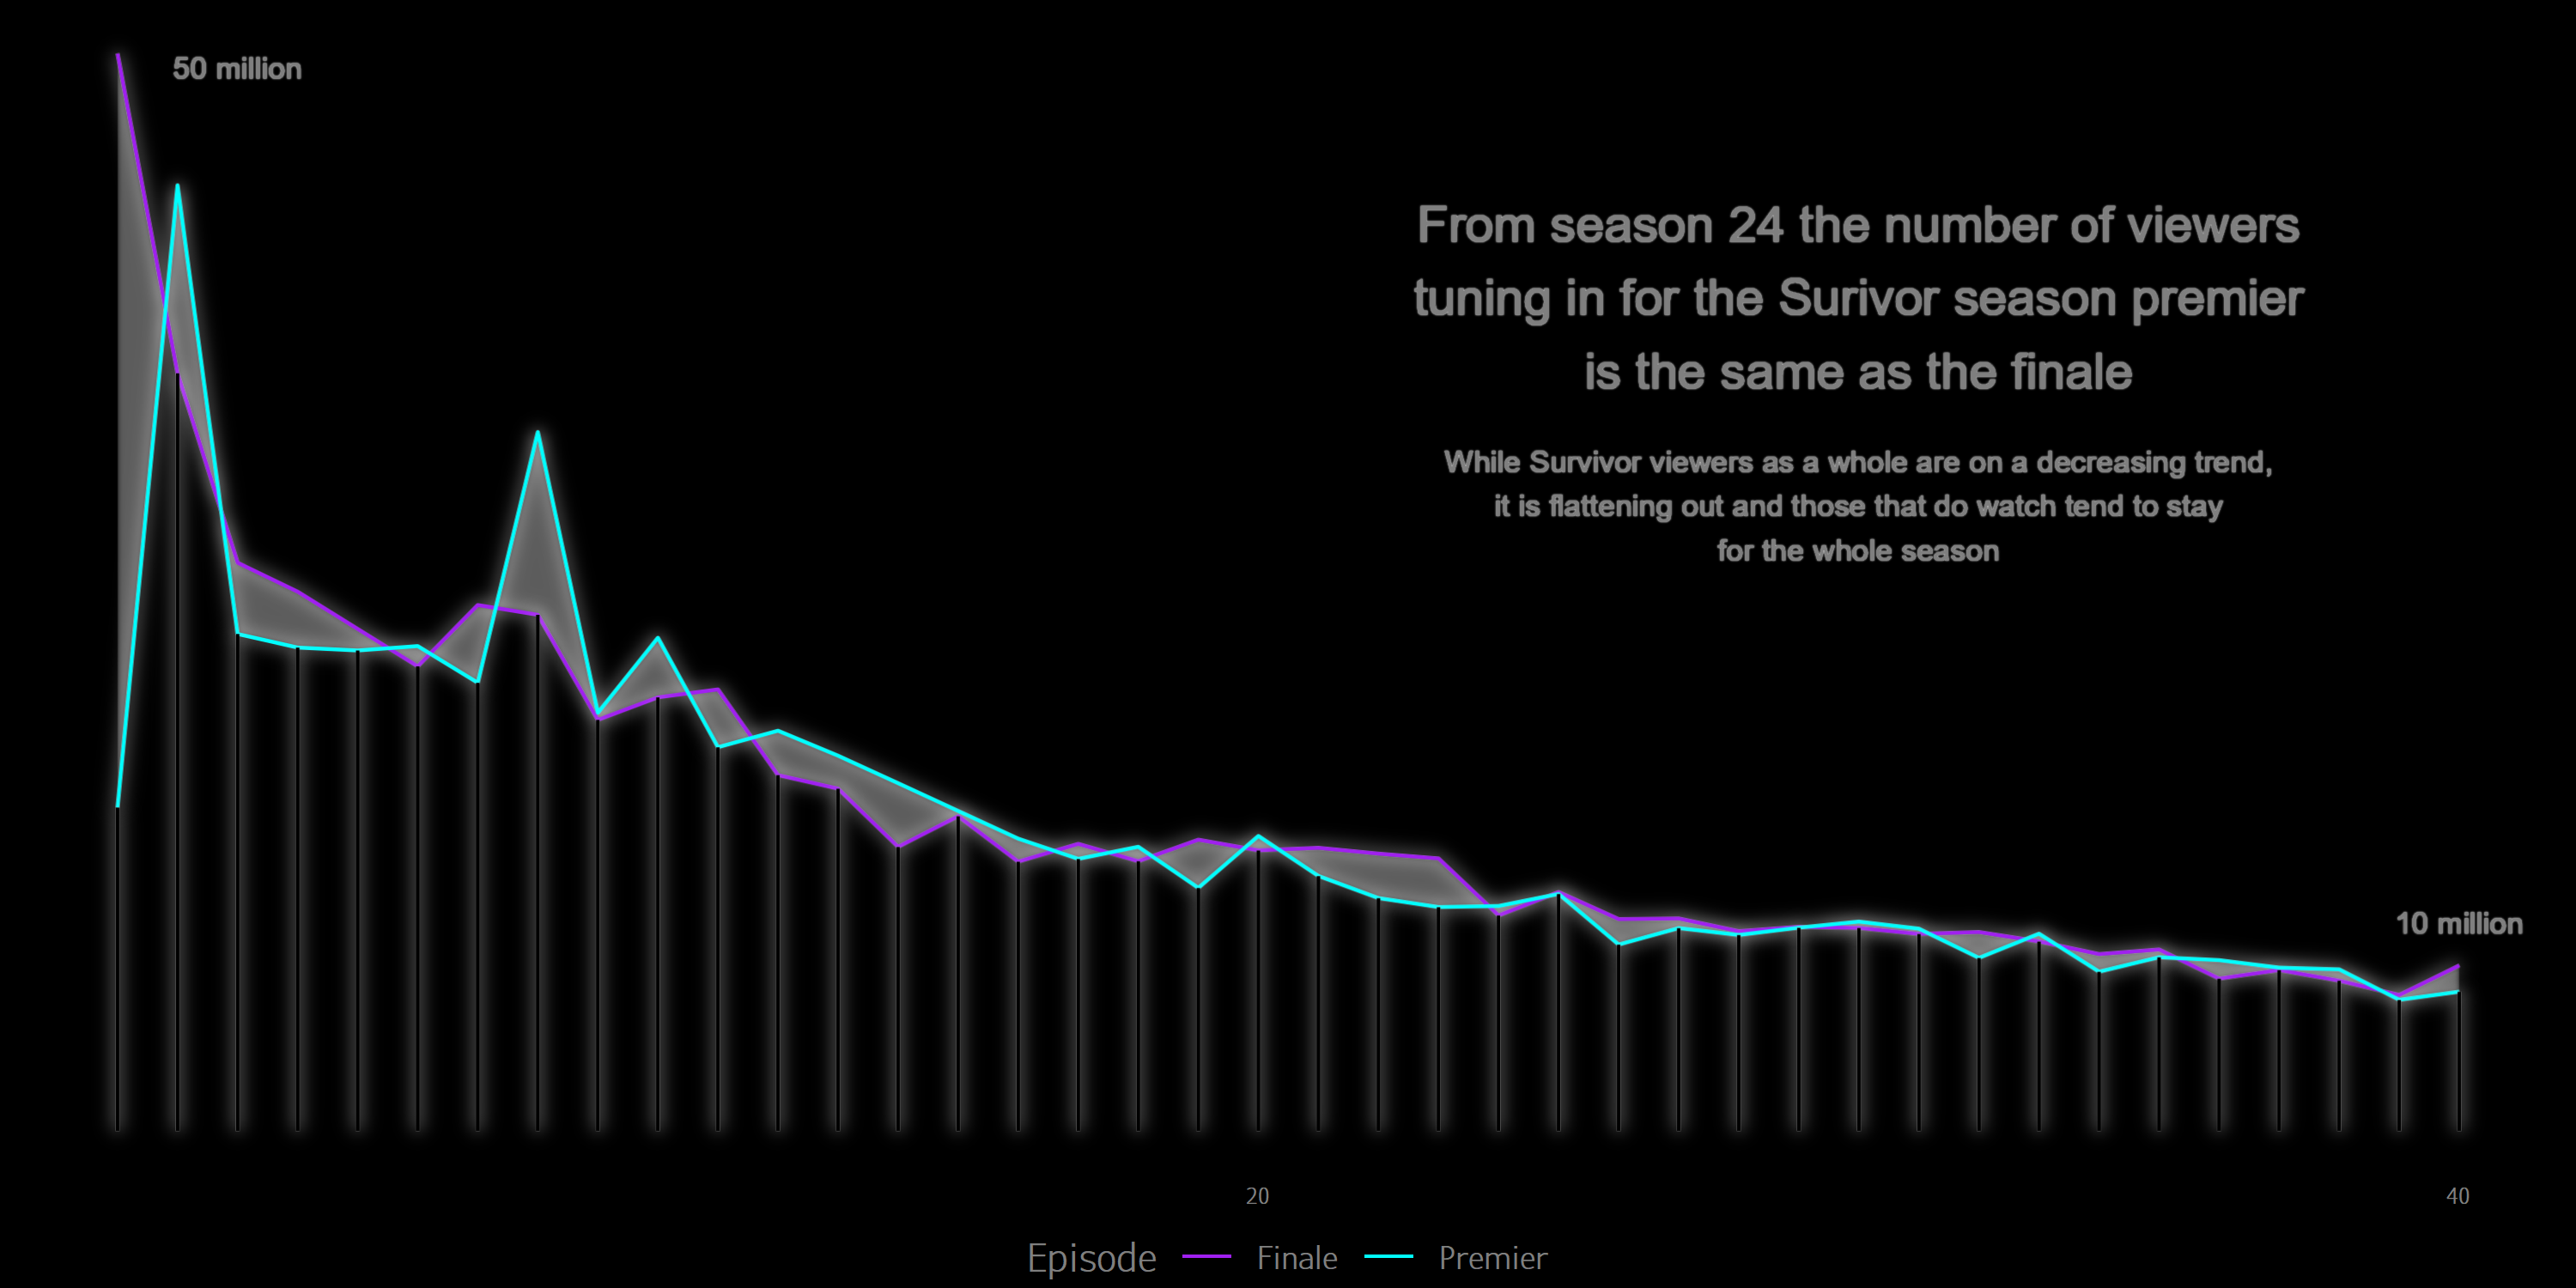 50 million
From season 24 the number of viewers
tuning in for the Surivor season premier
is the same as the finale
While Survivor viewers as a whole are on a decreasing trend,
it is flattening out and those that do watch tend to stay
for the whole season
10 million
20
40
Episode
Finale
Premier